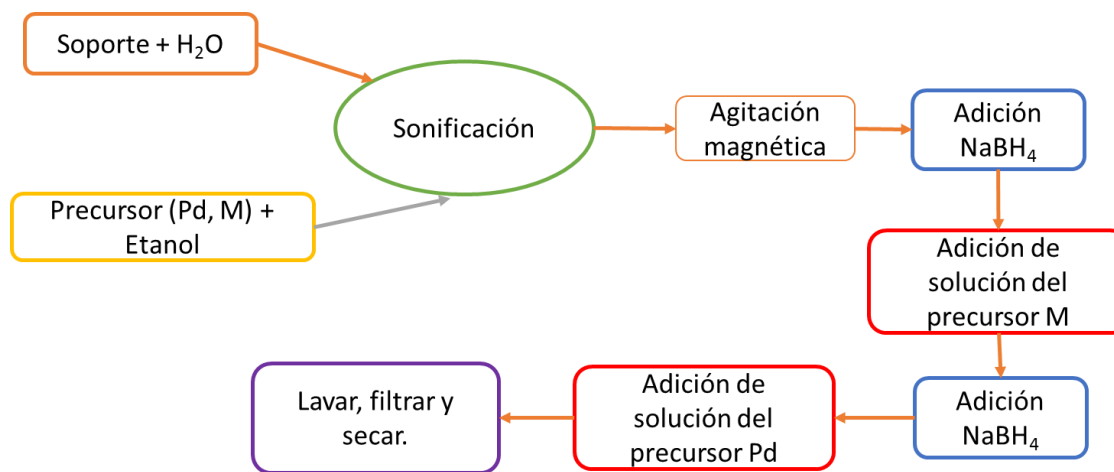 Soporte + H₂O
Sonificación
Agitación
magnética
Adición
NaBH₄
Precursor (Pd, M) +
Etanol
Adición de
solución del
precursor M
Adición
NaBH₄
Adición de
solución del
precursor Pd
Lavar, filtrar y
secar.